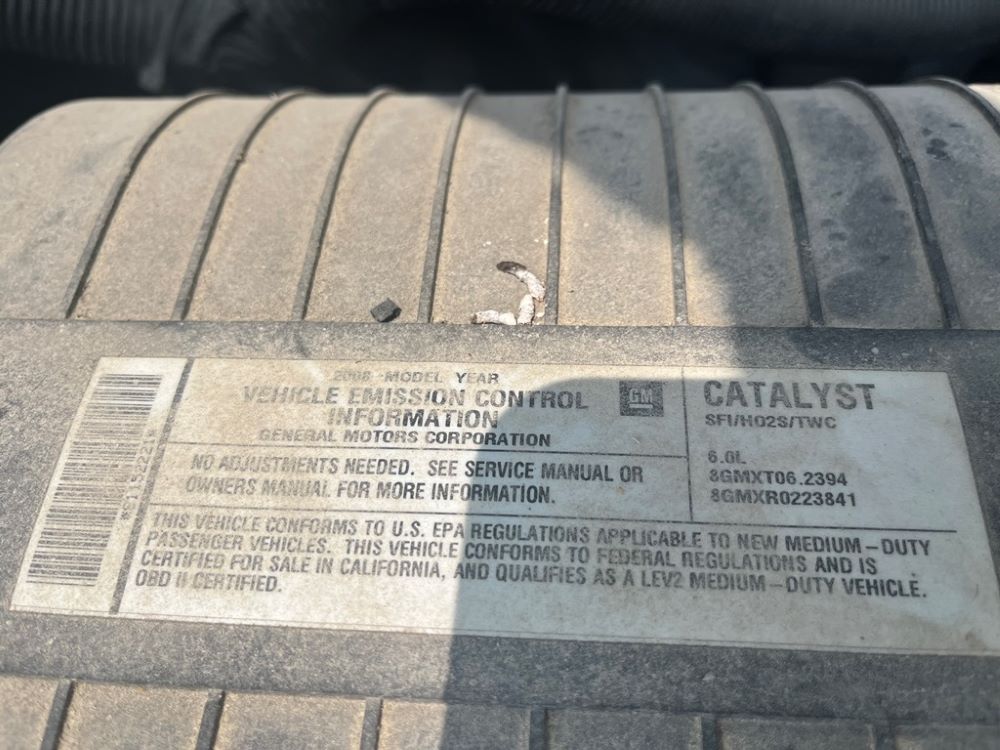 2008 MODEL YEAR
VEHICLE EMISSION CONTROL
INFORMATION
GENERAL MOTORS CORPORATION
GM
CATALYST
SFI/HO2S/TWC
6.0L
8GMXT06.2394
8GMXR0223841
NO ADJUSTMENTS NEEDED. SEE SERVICE MANUAL OR
OWNERS MANUAL FOR MORE INFORMATION.
THIS VEHICLE CONFORMS TO U.S. EPA REGULATIONS APPLICABLE TO NEW MEDIUM-DUTY
PASSENGER VEHICLES. THIS VEHICLE CONFORMS TO FEDERAL REGULATIONS AND IS
CERTIFIED FOR SALE IN CALIFORNIA, AND QUALIFIES AS A LEV2 MEDIUM-DUTY VEHICLE.
OBD II CERTIFIED.